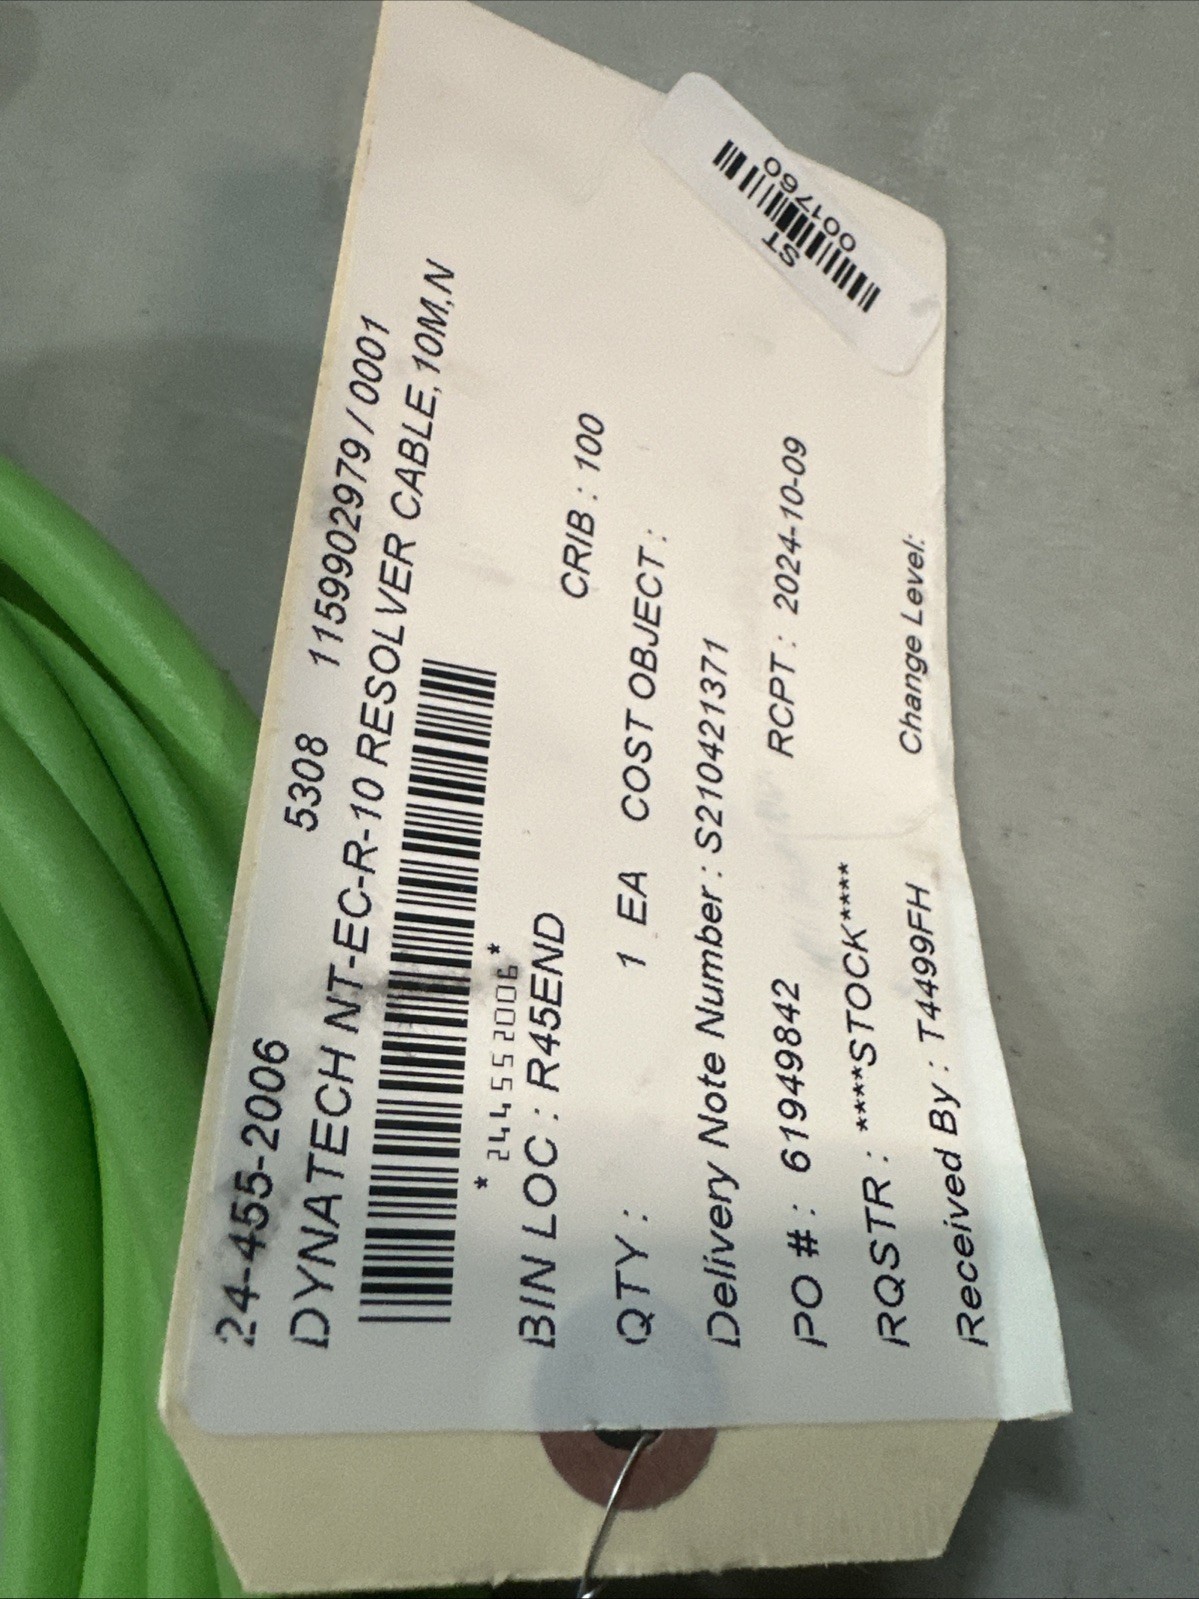 24-455-2006 5308 1159902979 / 0001
DYNATECH NT-EC-R-10 RESOLVER CABLE, 10M,N
* 244552006 *
BIN LOC : R45END CRIB : 100
QTY : 1 EA COST OBJECT :
Delivery Note Number : S210421371
PO # : 61949842 RCPT : 2024-10-09
RQSTR : ****STOCK****
Received By : T4499FH Change Level:
ST
001760